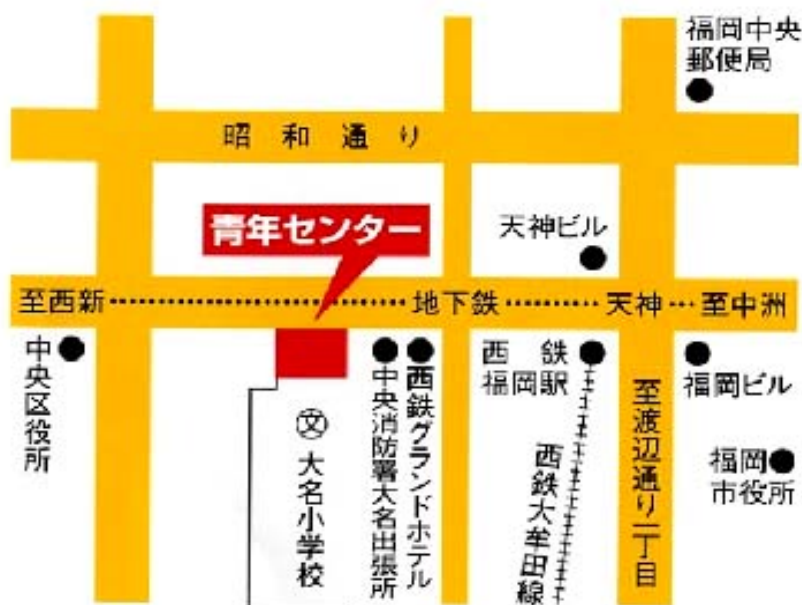 福岡中央
郵便局
昭和通り
青年センター
天神ビル
至西新
地下鉄
天神
至中洲
中央区役所
大名小学校
中央消防署大名出張所
西鉄グランドホテル
西鉄
福岡駅
西鉄大牟田線
至渡辺通り一丁目
福岡ビル
福岡
市役所
文